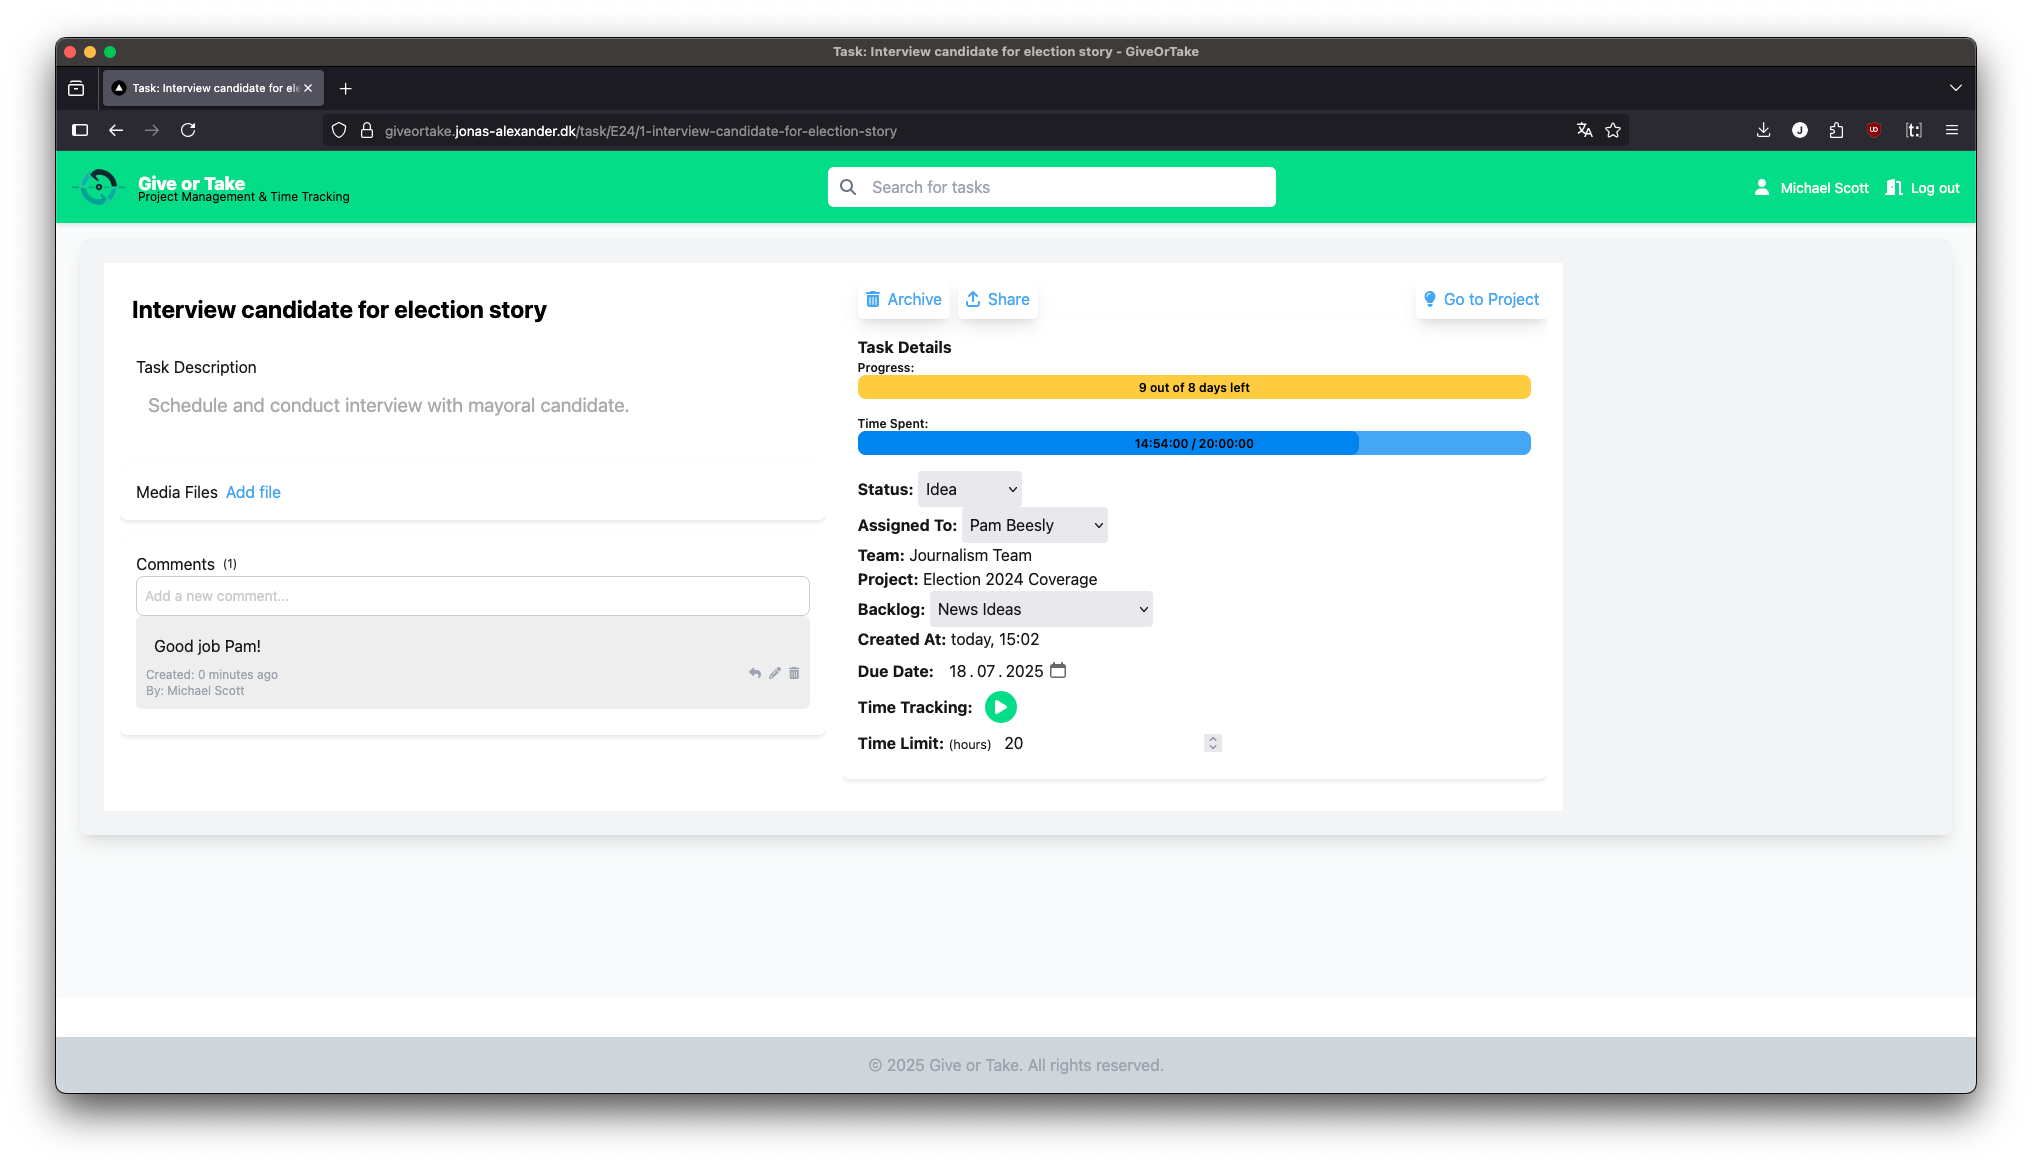 Task: Interview candidate for election story - GiveOrTake
Task: Interview candidate for ele
giveortake.jonas-alexander.dk/task/E24/1-interview-candidate-for-election-story
Give or Take
Project Management & Time Tracking
Search for tasks
Michael Scott
Log out
Interview candidate for election story
Task Description
Schedule and conduct interview with mayoral candidate.
Media Files Add file
Comments (1)
Add a new comment...
Good job Pam!
Created: 0 minutes ago
By: Michael Scott
Archive
Share
Go to Project
Task Details
Progress:
9 out of 8 days left
Time Spent:
14:54:00 / 20:00:00
Status: Idea
Assigned To: Pam Beesly
Team: Journalism Team
Project: Election 2024 Coverage
Backlog: News Ideas
Created At: today, 15:02
Due Date: 18.07.2025
Time Tracking:
Time Limit: (hours) 20
© 2025 Give or Take. All rights reserved.